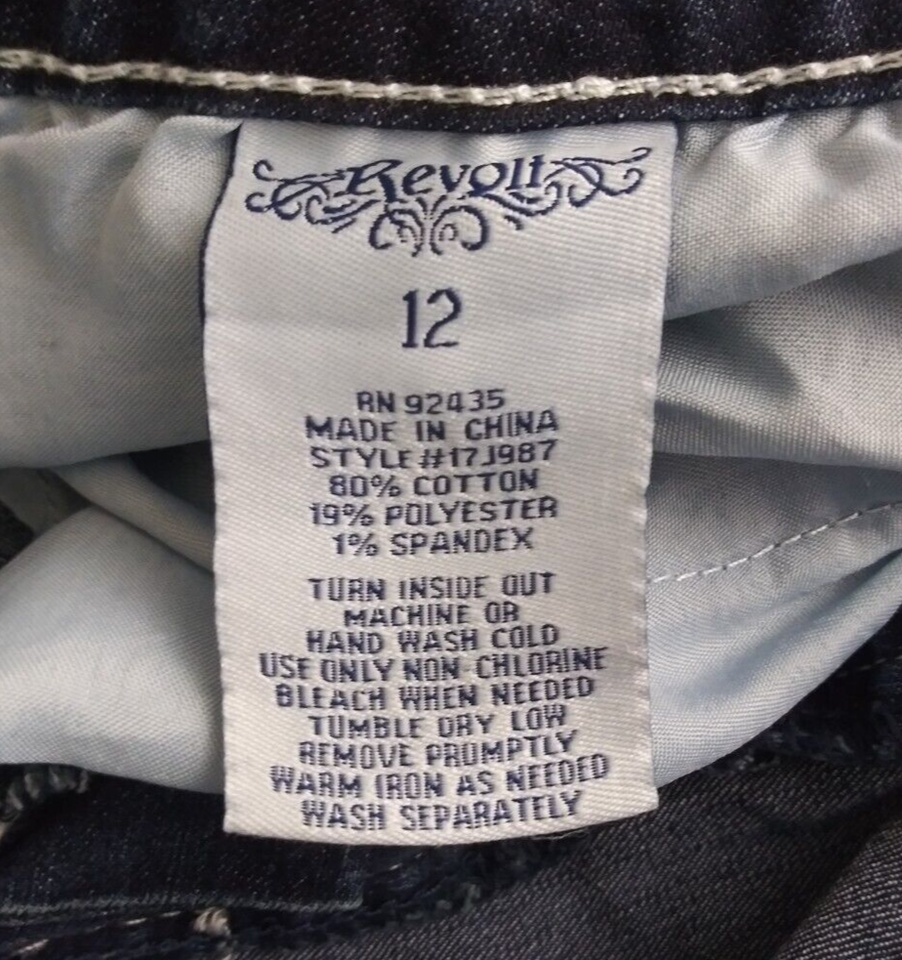 Revolt
12
RN 92435
MADE IN CHINA
STYLE #17J987
80% COTTON
19% POLYESTER
1% SPANDEX
TURN INSIDE OUT
MACHINE OR
HAND WASH COLD
USE ONLY NON-CHLORINE
BLEACH WHEN NEEDED
TUMBLE DRY LOW
REMOVE PROMPTLY
WARM IRON AS NEEDED
WASH SEPARATELY